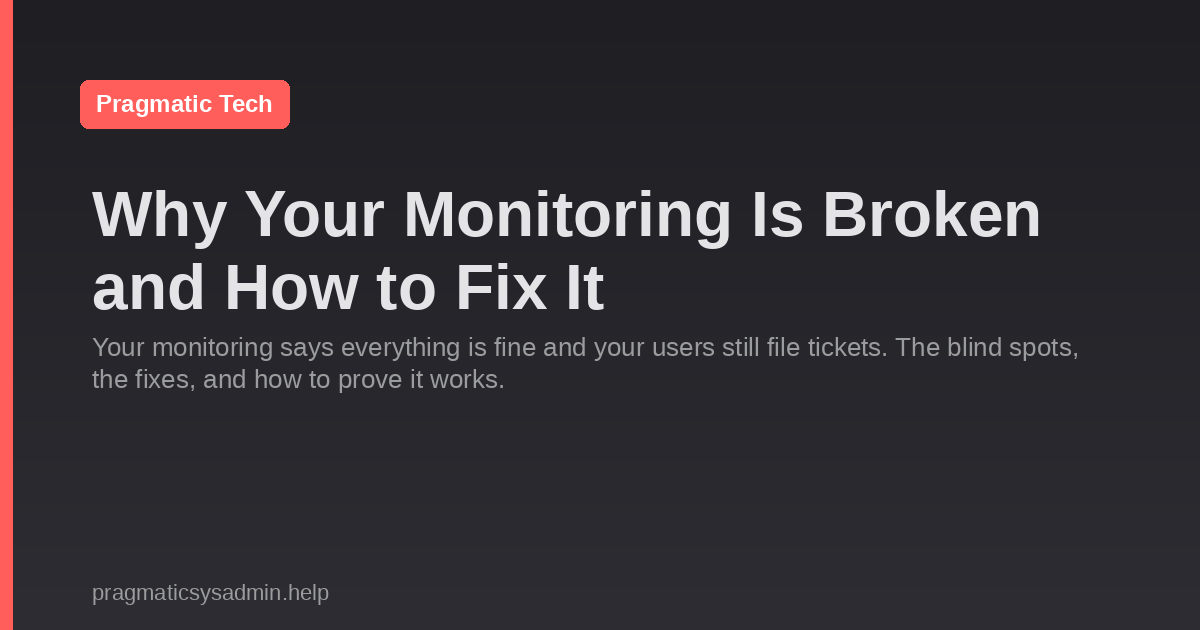 Pragmatic Tech
Why Your Monitoring Is Broken
and How to Fix It
Your monitoring says everything is fine and your users still file tickets. The blind spots,
the fixes, and how to prove it works.
pragmaticsysadmin.help